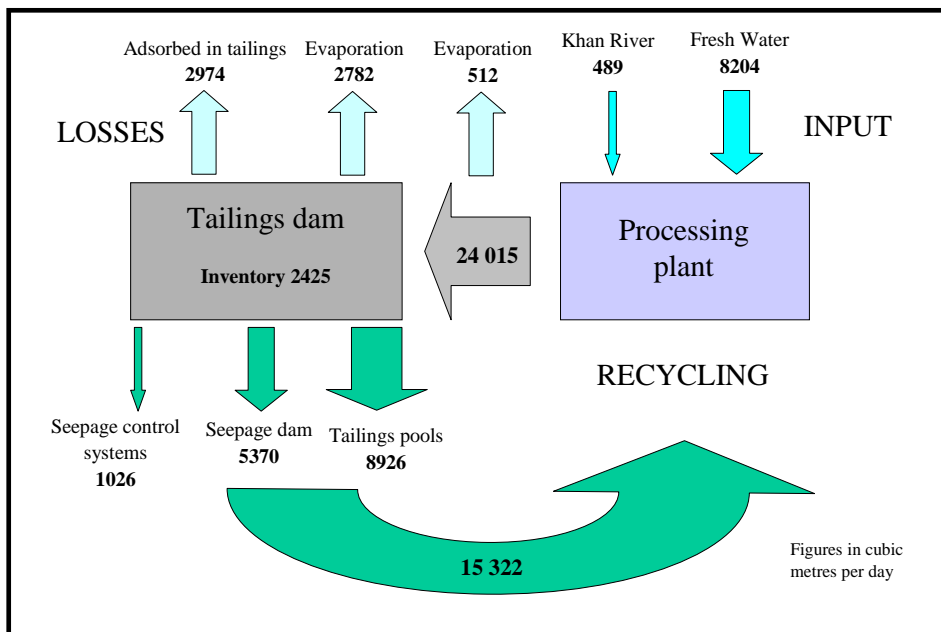 Adsorbed in tailings
2974
Evaporation
2782
Evaporation
512
Khan River
489
Fresh Water
8204
LOSSES
INPUT
Tailings dam
Inventory 2425
24 015
Processing
plant
RECYCLING
Seepage control
systems
1026
Seepage dam
5370
Tailings pools
8926
15 322
Figures in cubic
metres per day